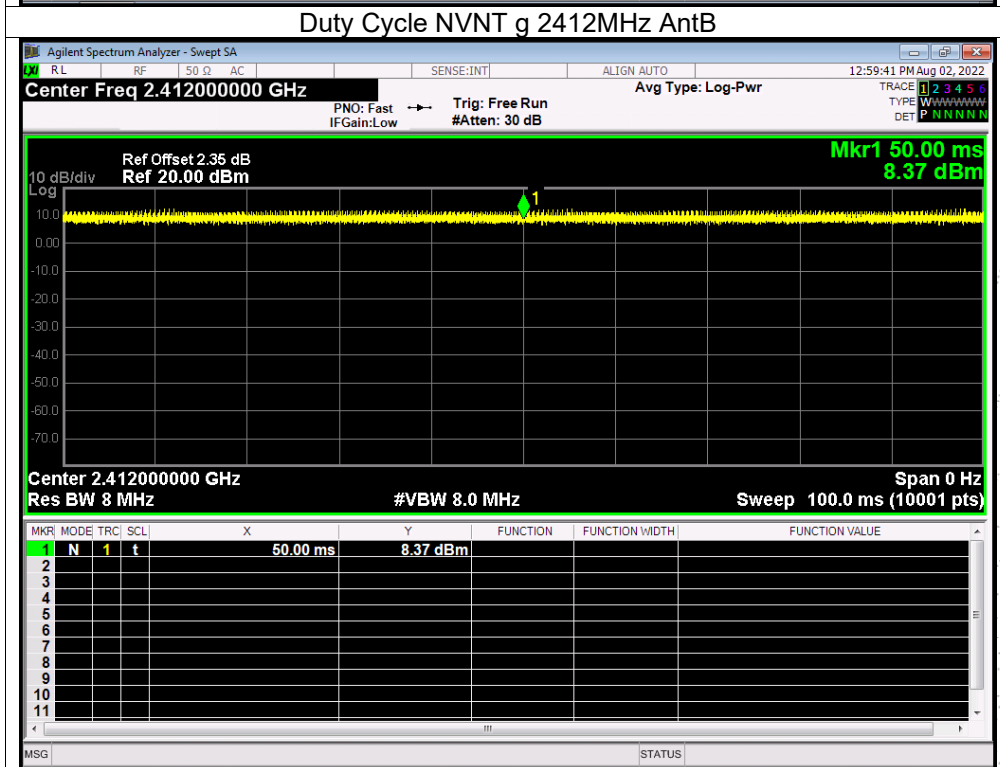 Duty Cycle NVNT g 2412MHz AntB
Agilent Spectrum Analyzer - Swept SA
LXI RL RF 50 Ω AC SENSE:INT ALIGN AUTO 12:59:41 PM Aug 02, 2022
Center Freq 2.412000000 GHz Avg Type: Log-Pwr TRACE 1 2 3 4 5 6
PNO: Fast Trig: Free Run TYPE WWWWWW
IFGain:Low #Atten: 30 dB DET P N N N N N
Mkr1 50.00 ms
8.37 dBm
Ref Offset 2.35 dB
10 dB/div Ref 20.00 dBm
Log
1
10.0
0.00
-10.0
-20.0
-30.0
-40.0
-50.0
-60.0
-70.0
Center 2.412000000 GHz Span 0 Hz
Res BW 8 MHz #VBW 8.0 MHz Sweep 100.0 ms (10001 pts)
MKR MODE TRC SCL X Y FUNCTION FUNCTION WIDTH FUNCTION VALUE
1 N 1 t 50.00 ms 8.37 dBm
2
3
4
5
6
7
8
9
10
11
MSG STATUS